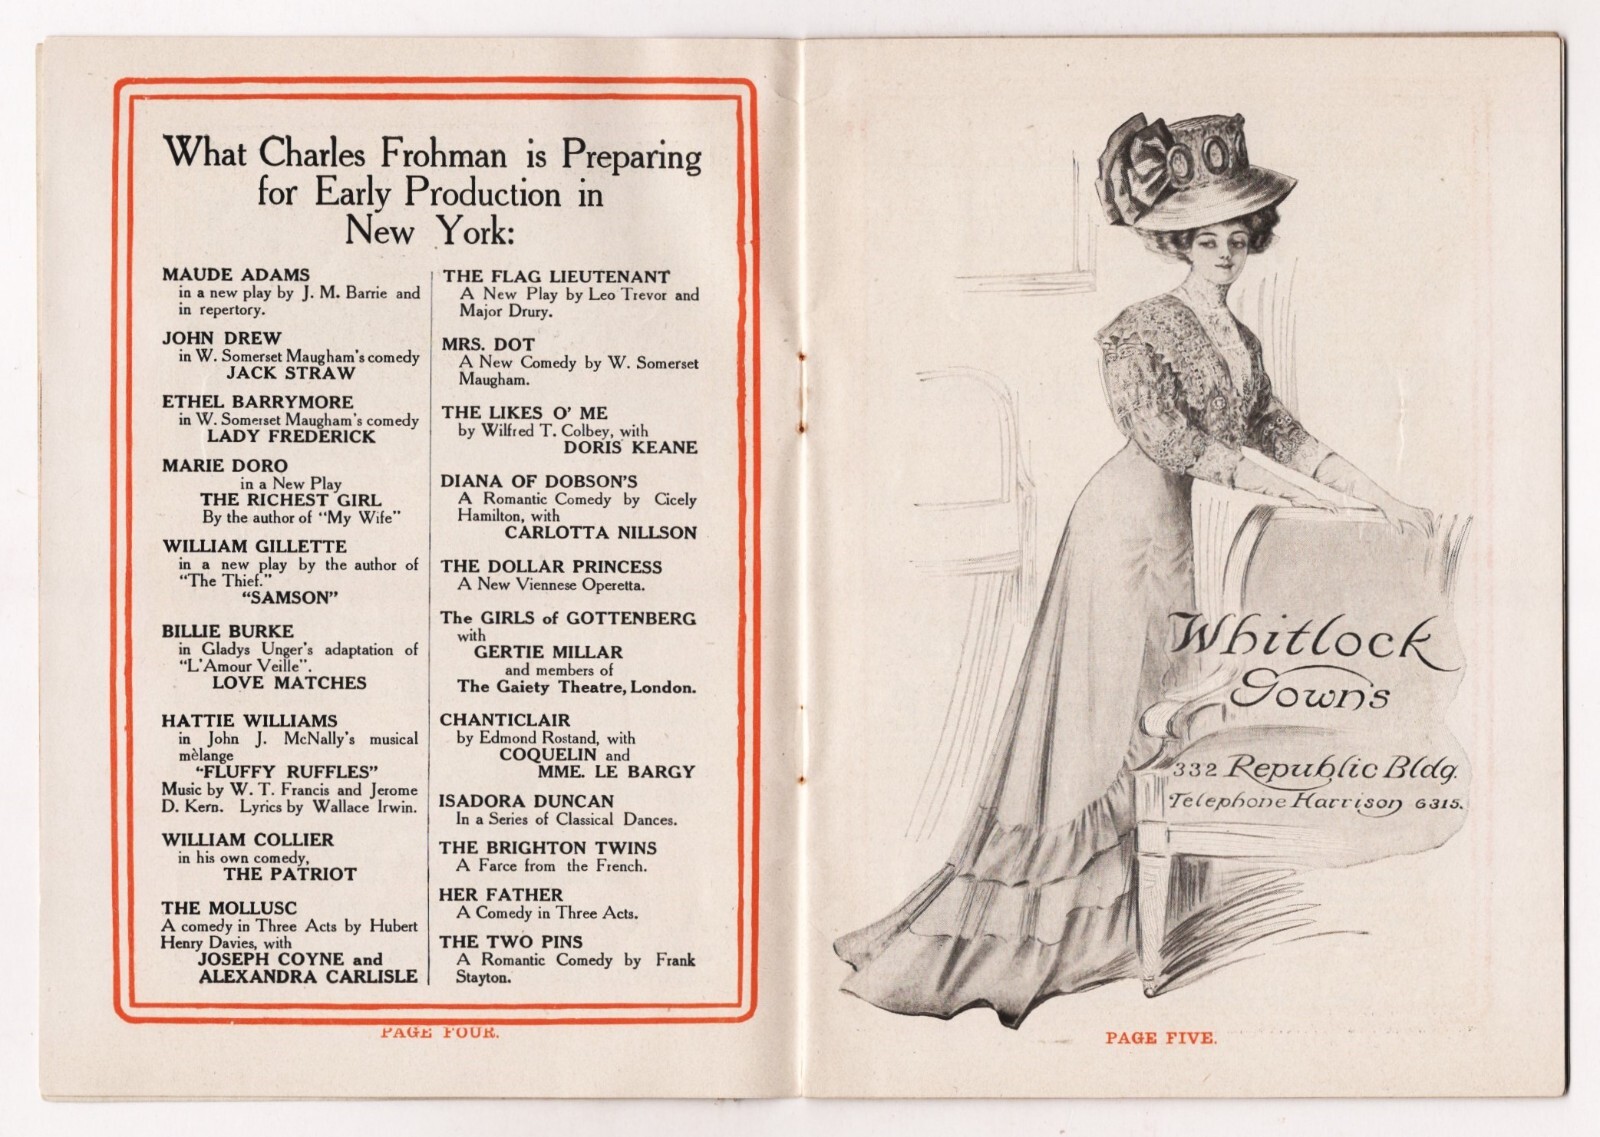 What Charles Frohman is Preparing
for Early Production in
New York:
MAUDE ADAMS
in a new play by J. M. Barrie and
in repertory.
JOHN DREW
in W. Somerset Maugham's comedy
JACK STRAW
ETHEL BARRYMORE
in W. Somerset Maugham's comedy
LADY FREDERICK
MARIE DORO
in a New Play
THE RICHEST GIRL
By the author of "My Wife"
WILLIAM GILLETTE
in a new play by the author of
"The Thief."
"SAMSON"
BILLIE BURKE
in Gladys Unger's adaptation of
"L'Amour Veille".
LOVE MATCHES
HATTIE WILLIAMS
in John J. McNally's musical
mèlange
"FLUFFY RUFFLES"
Music by W. T. Francis and Jerome
D. Kern. Lyrics by Wallace Irwin.
WILLIAM COLLIER
in his own comedy,
THE PATRIOT
THE MOLLUSC
A comedy in Three Acts by Hubert
Henry Davies, with
JOSEPH COYNE and
ALEXANDRA CARLISLE
THE FLAG LIEUTENANT
A New Play by Leo Trevor and
Major Drury.
MRS. DOT
A New Comedy by W. Somerset
Maugham.
THE LIKES O' ME
by Wilfred T. Colbey, with
DORIS KEANE
DIANA OF DOBSON'S
A Romantic Comedy by Cicely
Hamilton, with
CARLOTTA NILLSON
THE DOLLAR PRINCESS
A New Viennese Operetta.
The GIRLS of GOTTENBERG
with
GERTIE MILLAR
and members of
The Gaiety Theatre, London.
CHANTICLAIR
by Edmond Rostand, with
COQUELIN and
MME. LE BARGY
ISADORA DUNCAN
In a Series of Classical Dances.
THE BRIGHTON TWINS
A Farce from the French.
HER FATHER
A Comedy in Three Acts.
THE TWO PINS
A Romantic Comedy by Frank
Stayton.
PAGE FOUR.
Whitlock
Gowns
332 Republic Bldg.
Telephone Harrison 6315.
PAGE FIVE.